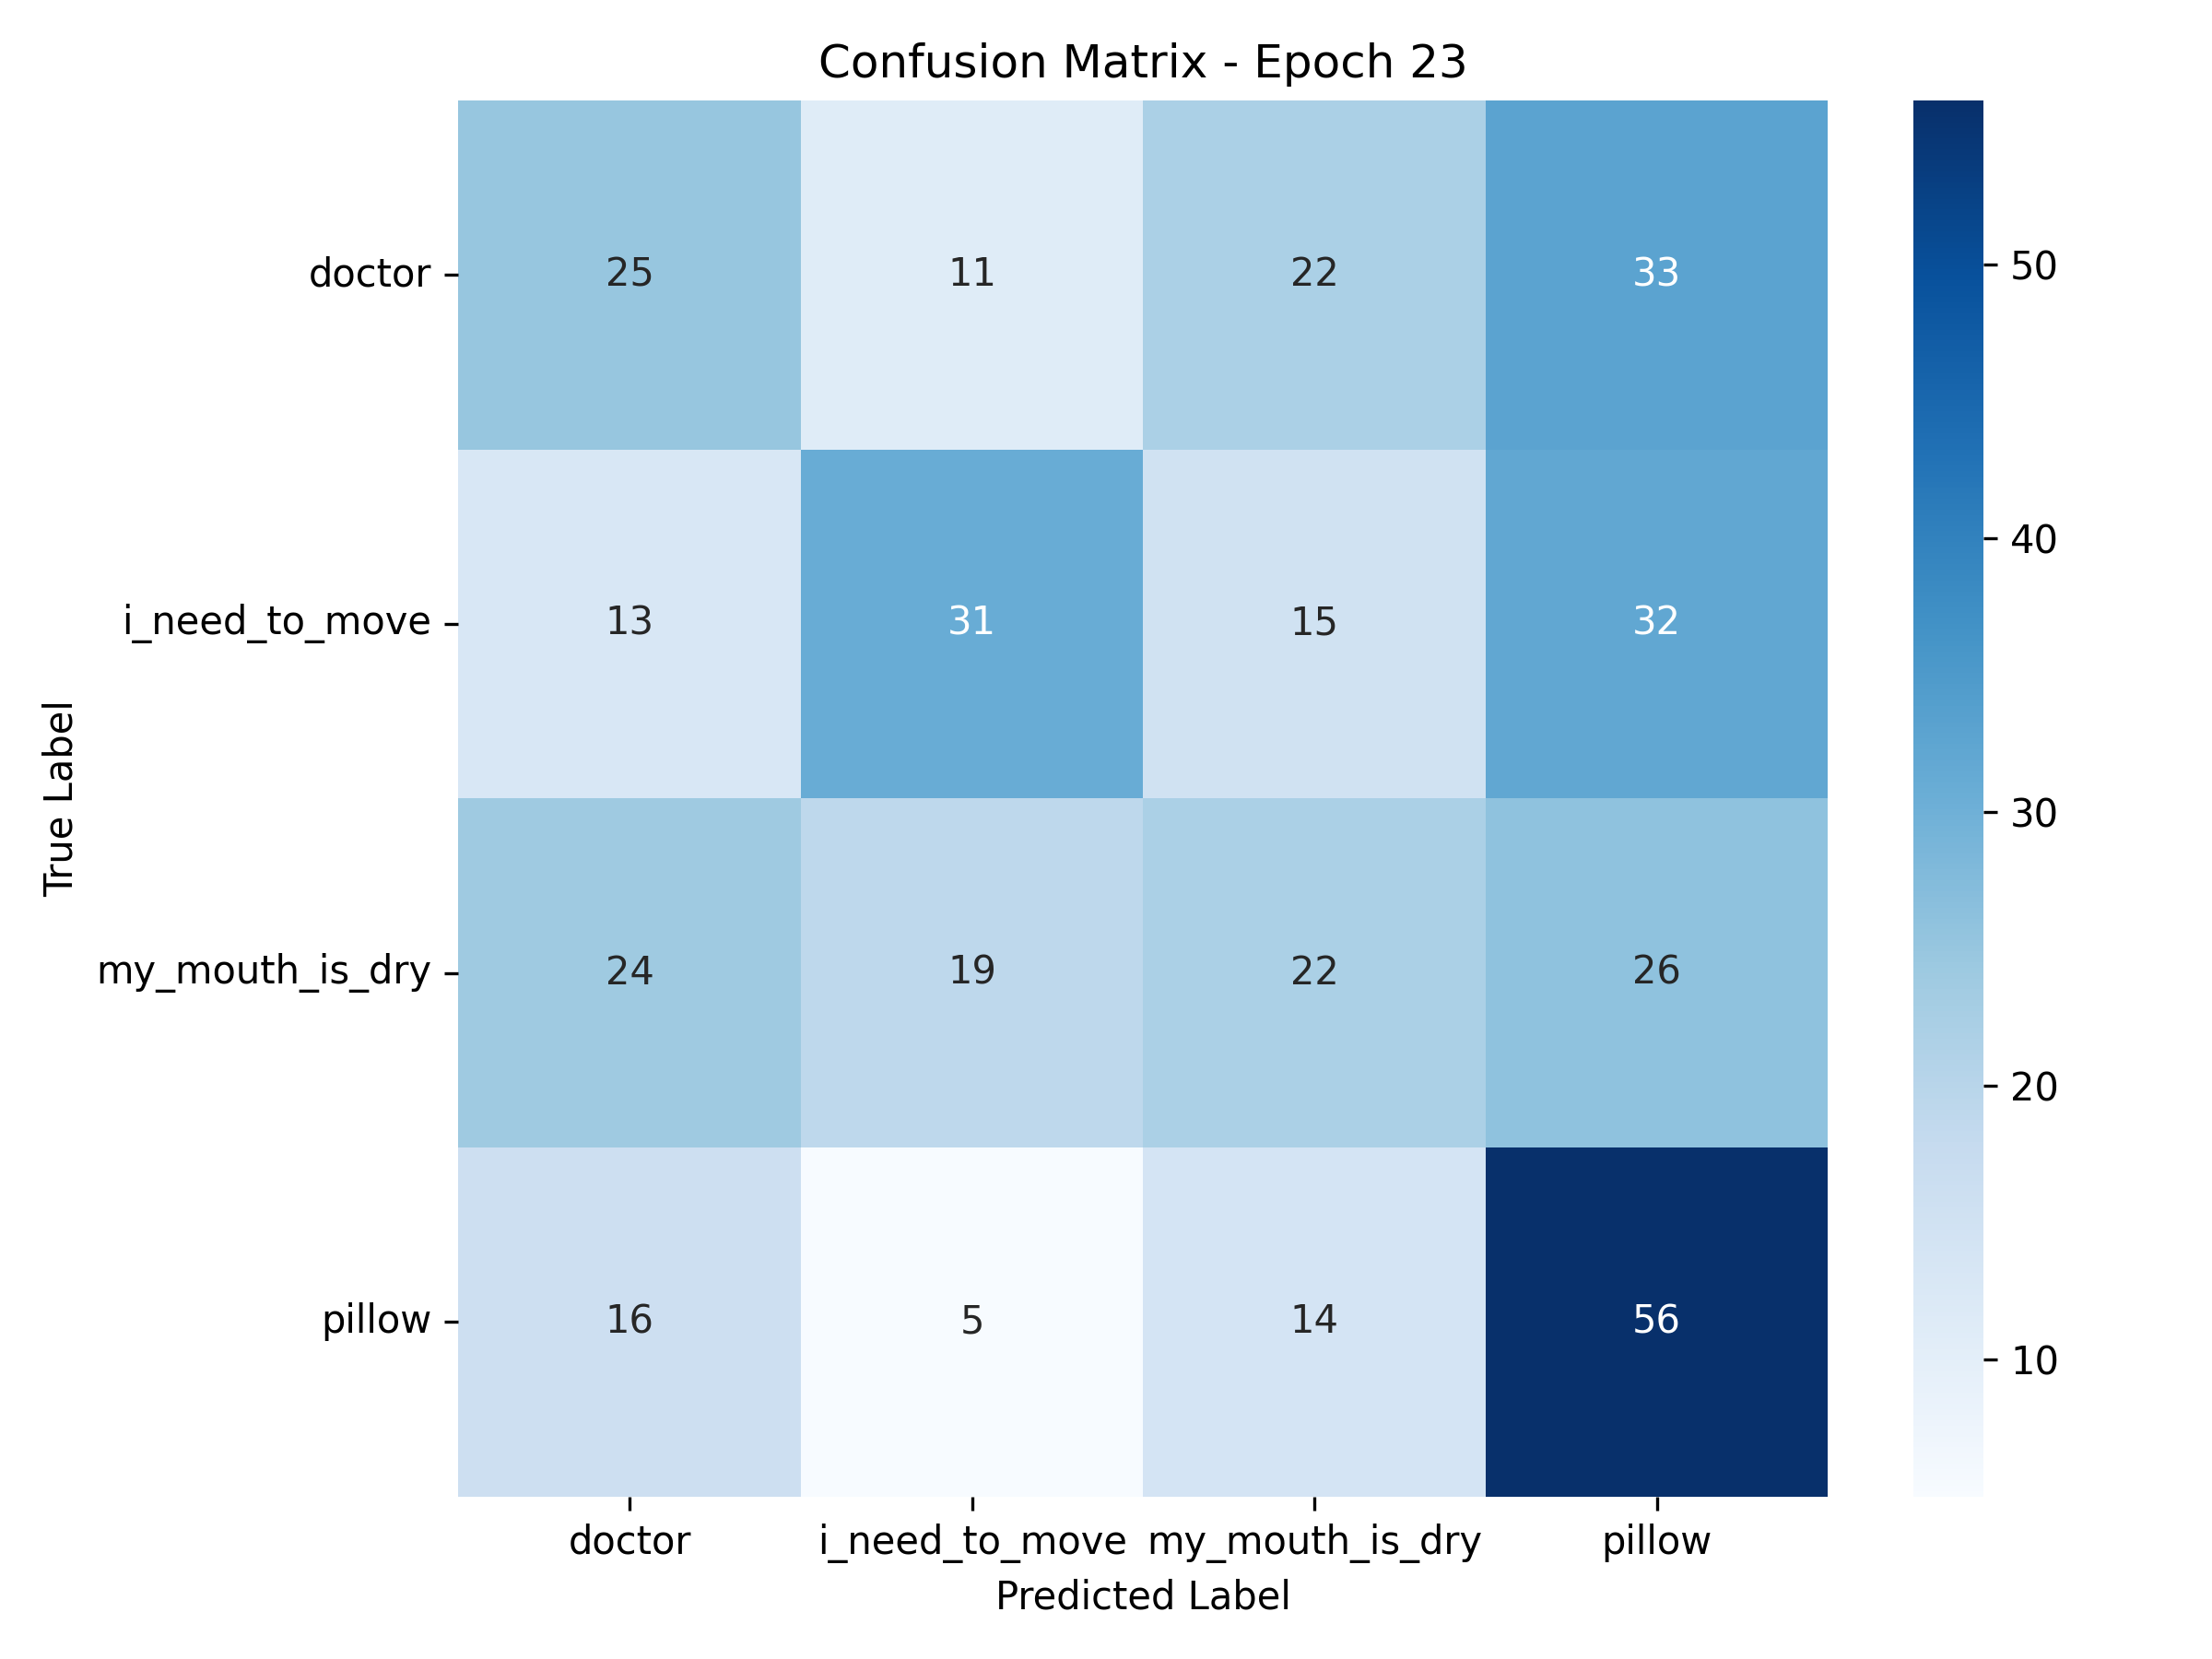 Confusion Matrix - Epoch 23
doctor 25 11 22 33
i_need_to_move 13 31 15 32
my_mouth_is_dry 24 19 22 26
pillow 16 5 14 56
doctor i_need_to_move my_mouth_is_dry pillow
Predicted Label
True Label
50
40
30
20
10